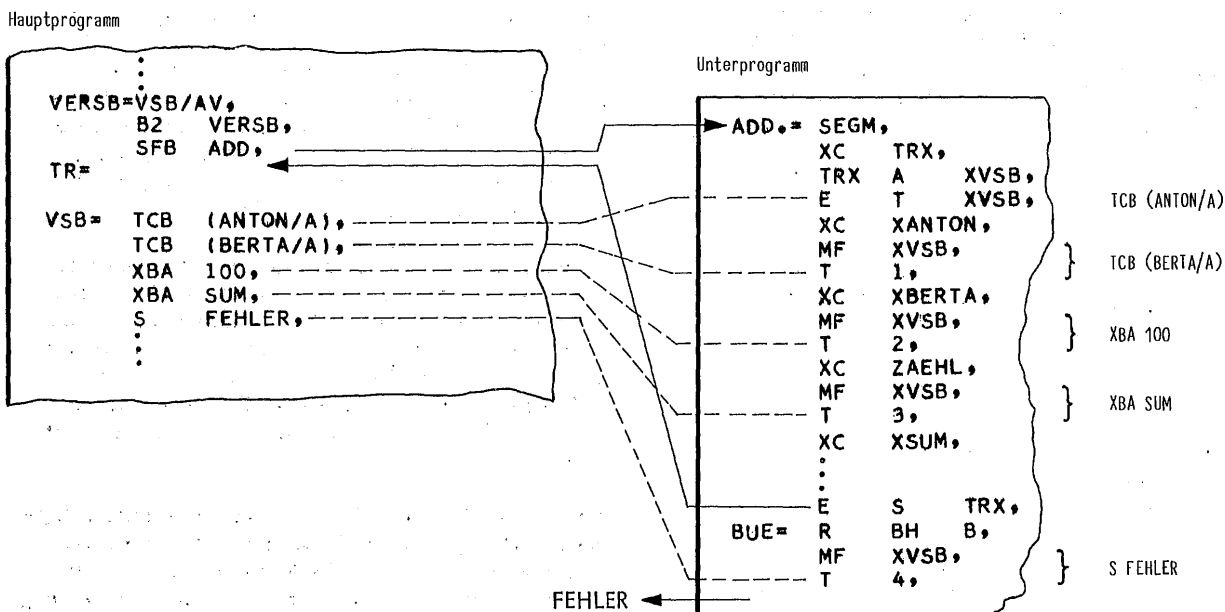 Hauptprogramm
VERSB=VSB/AV,
B2 VERSB,
SFB ADD,
TR=
VSB= TCB (ANTON/A),
TCB (BERTA/A),
XBA 100,
XBA SUM,
S FEHLER,
Unterprogramm
ADD.= SEGM,
XC TRX,
TRX A XVSB,
E T XVSB, TCB (ANTON/A)
XC XANTON,
MF XVSB,
T 1, } TCB (BERTA/A)
XC XBERTA,
MF XVSB,
T 2, } XBA 100
XC ZAEHL,
MF XVSB,
T 3, } XBA SUM
XC XSUM,
E S TRX,
BUE= R BH B,
MF XVSB,
T 4, } S FEHLER
FEHLER